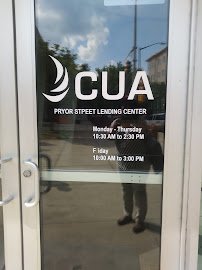 CUA
PRYOR STREET LENDING CENTER
Monday - Thursday
10:30 AM to 2:30 PM
F iday
10:00 AM to 3:00 PM